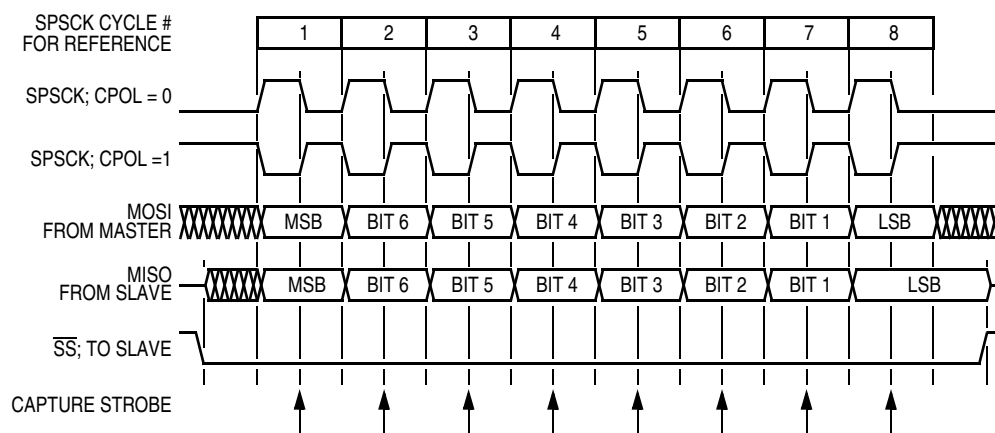 SPSCK CYCLE #
FOR REFERENCE
1 2 3 4 5 6 7 8
SPSCK; CPOL = 0
SPSCK; CPOL =1
MOSI
FROM MASTER
MSB BIT 6 BIT 5 BIT 4 BIT 3 BIT 2 BIT 1 LSB
MISO
FROM SLAVE
MSB BIT 6 BIT 5 BIT 4 BIT 3 BIT 2 BIT 1 LSB
SS; TO SLAVE
CAPTURE STROBE